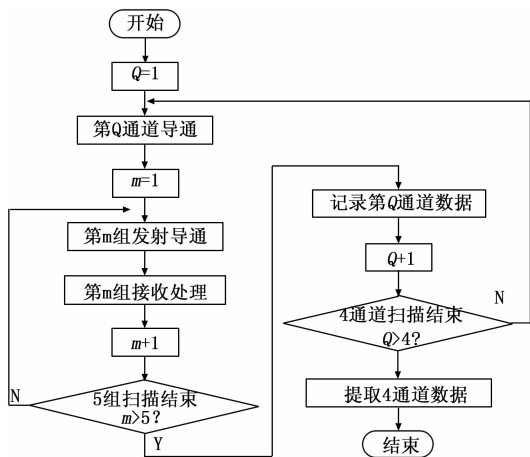 开始
Q=1
第Q通道导通
m=1
第m组发射导通
第m组接收处理
m+1
5组扫描结束
m>5?
N
Y
记录第Q通道数据
Q+1
4通道扫描结束
Q>4?
N
提取4通道数据
结束